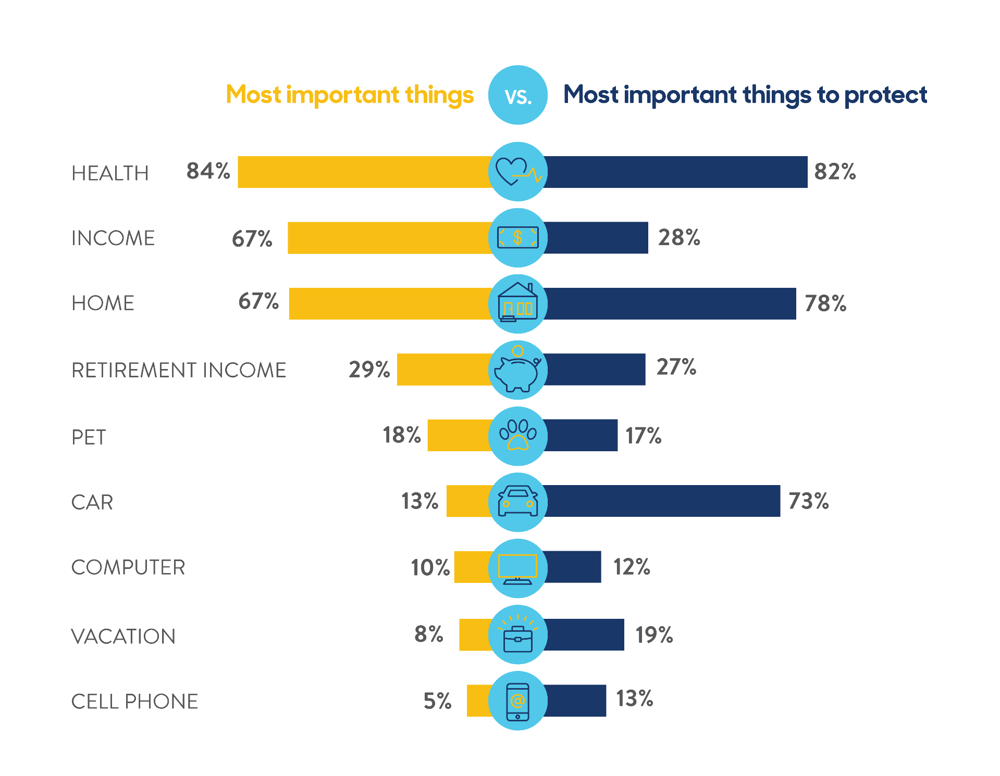 Most important things vs. Most important things to protect
HEALTH 84% 82%
INCOME 67% $ 28%
HOME 67% 78%
RETIREMENT INCOME 29% 27%
PET 18% 17%
CAR 13% 73%
COMPUTER 10% 12%
VACATION 8% 19%
CELL PHONE 5% @ 13%